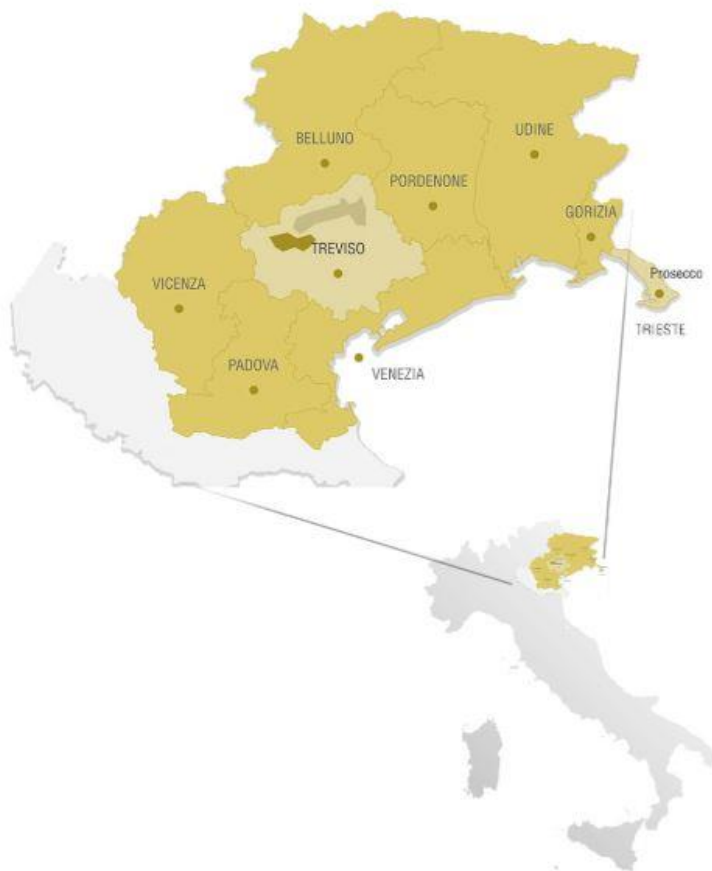 BELLUNO
UDINE
PORDENONE
GORIZIA
TREVISO
Prosecco
VICENZA
TRIESTE
PADOVA
VENEZIA